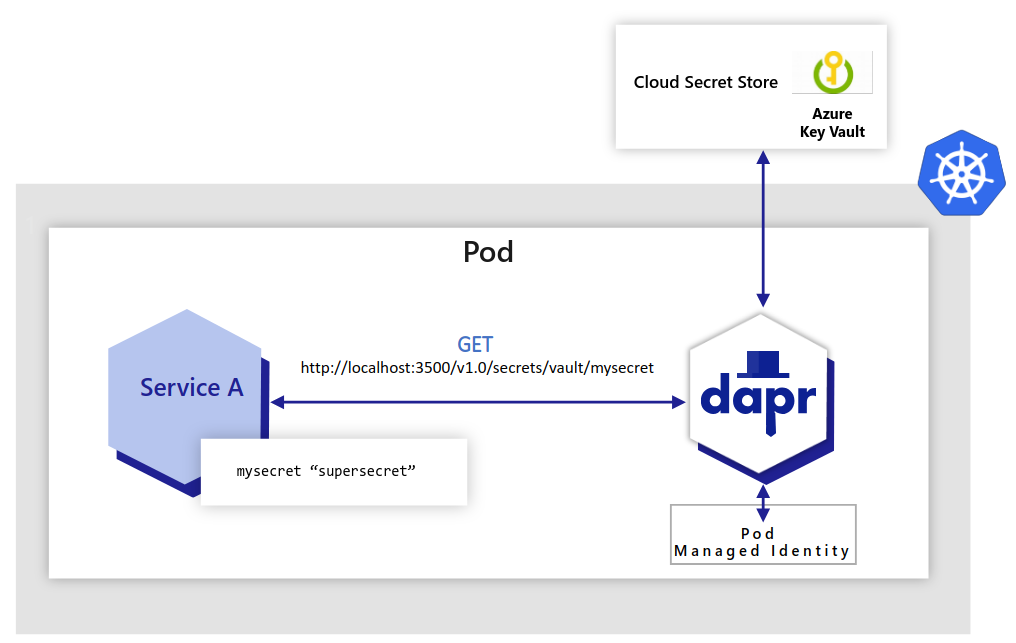 Cloud Secret Store
Azure
Key Vault
Pod
GET
http://localhost:3500/v1.0/secrets/vault/mysecret
Service A
dapr
mysecret “supersecret”
Pod
Managed Identity